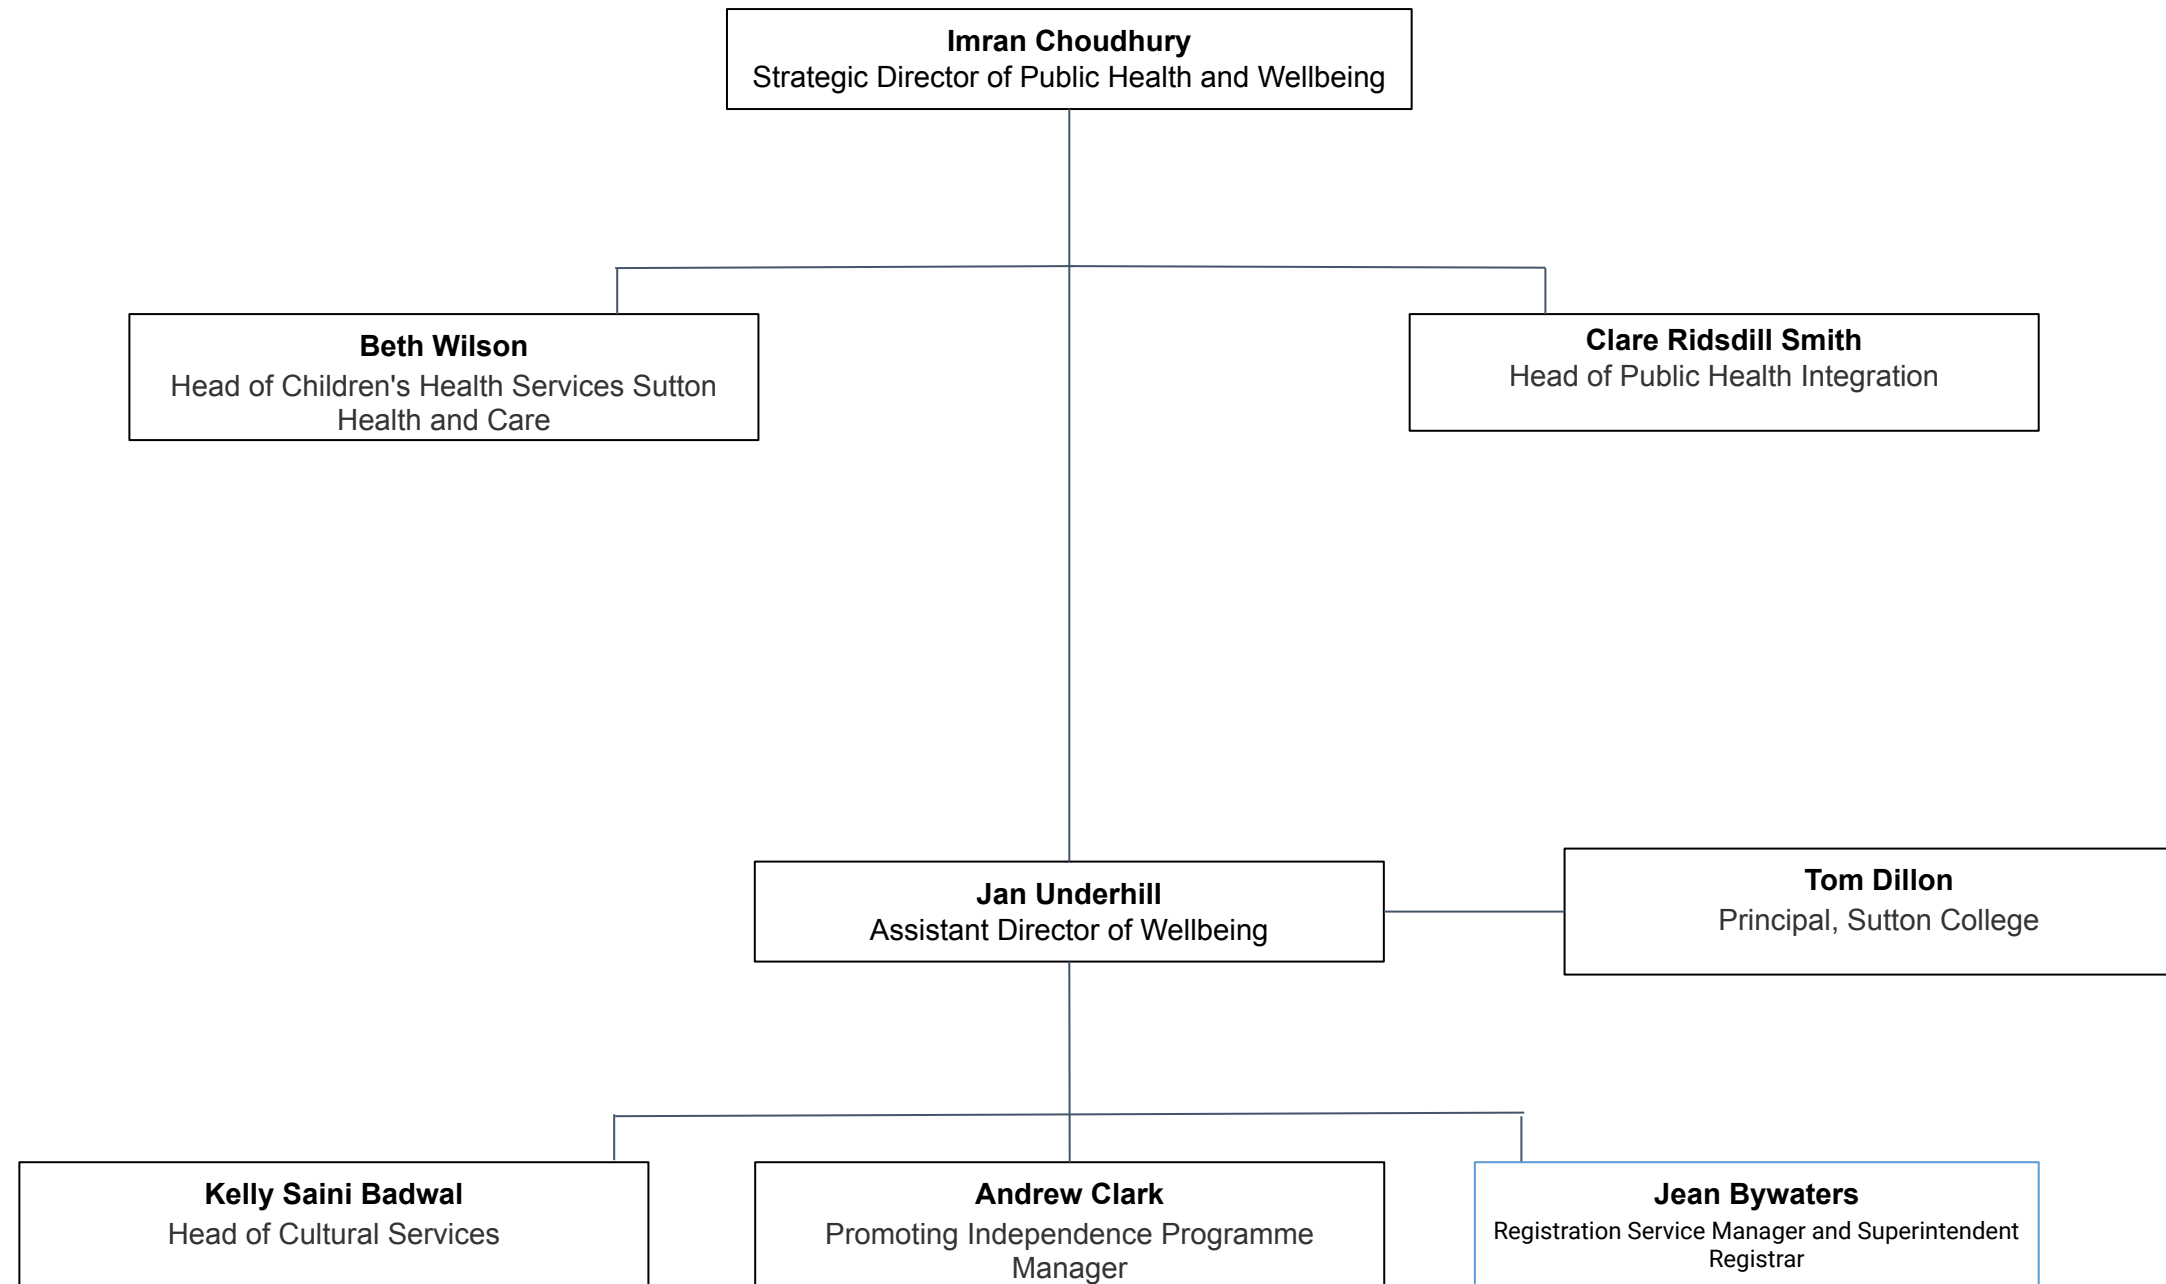 Imran Choudhury
Strategic Director of Public Health and Wellbeing
Beth Wilson
Head of Children's Health Services Sutton
Health and Care
Clare Ridsdill Smith
Head of Public Health Integration
Jan Underhill
Assistant Director of Wellbeing
Tom Dillon
Principal, Sutton College
Kelly Saini Badwal
Head of Cultural Services
Andrew Clark
Promoting Independence Programme
Manager
Jean Bywaters
Registration Service Manager and Superintendent
Registrar